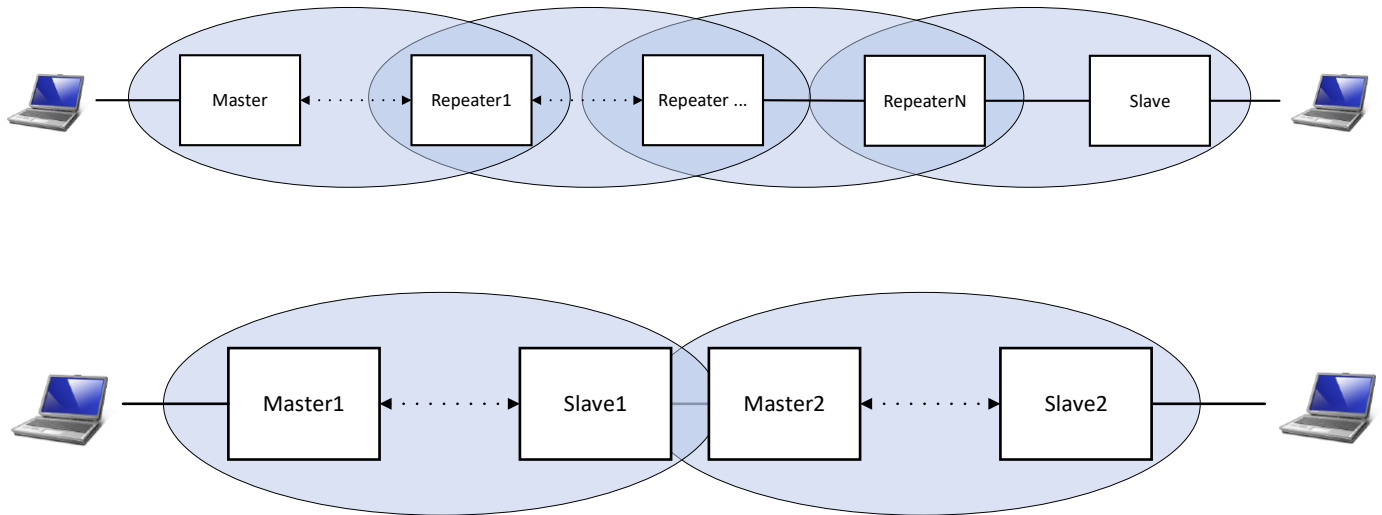 Master
Repeater1
Repeater ...
RepeaterN
Slave
Master1
Slave1
Master2
Slave2